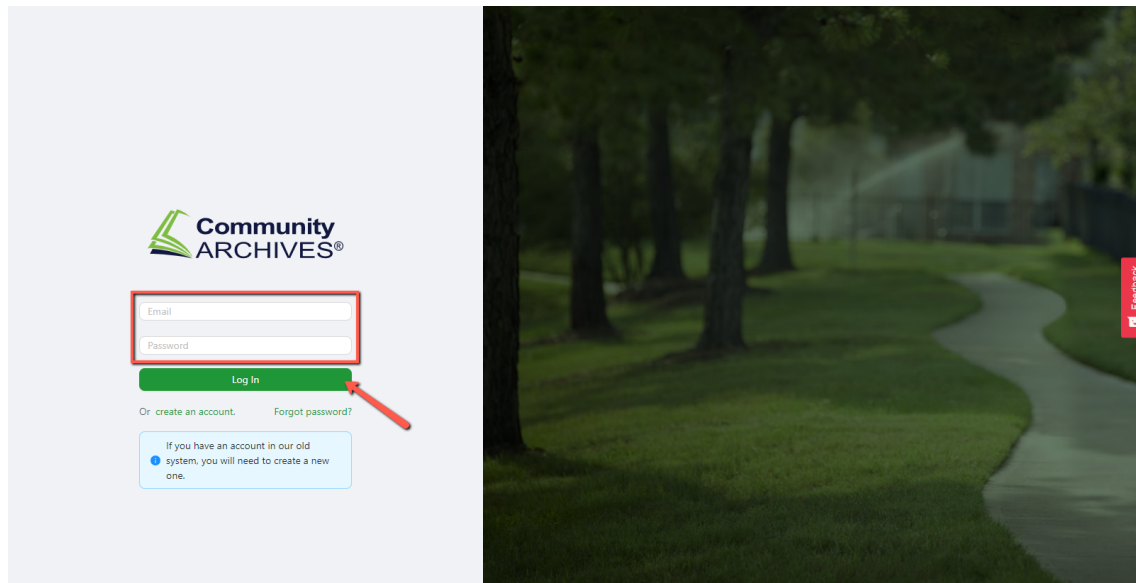 Community
ARCHIVES®
Email
Password
Log In
Or create an account. Forgot password?
If you have an account in our old
system, you will need to create a new
one.
Feedback